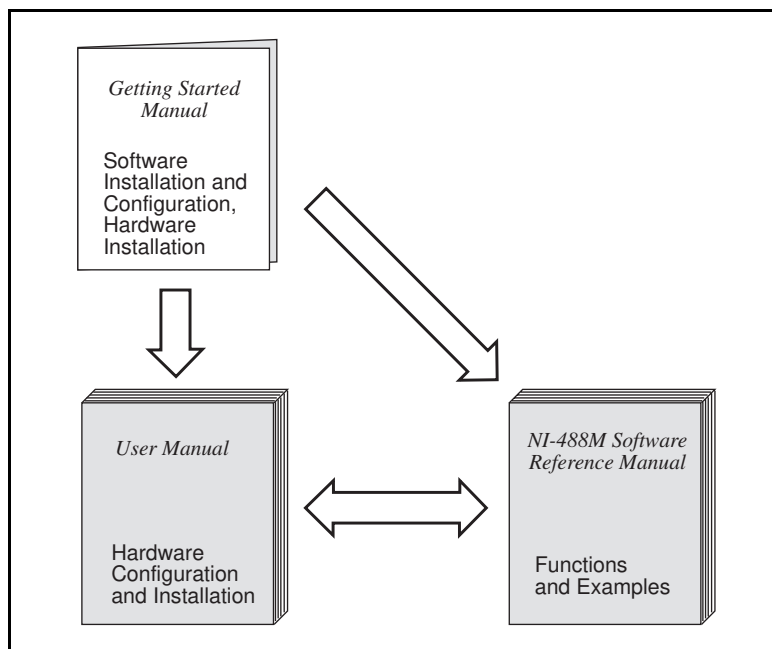 Getting Started
Manual
Software
Installation and
Configuration,
Hardware
Installation
User Manual
Hardware
Configuration
and Installation
NI-488M Software
Reference Manual
Functions
and Examples